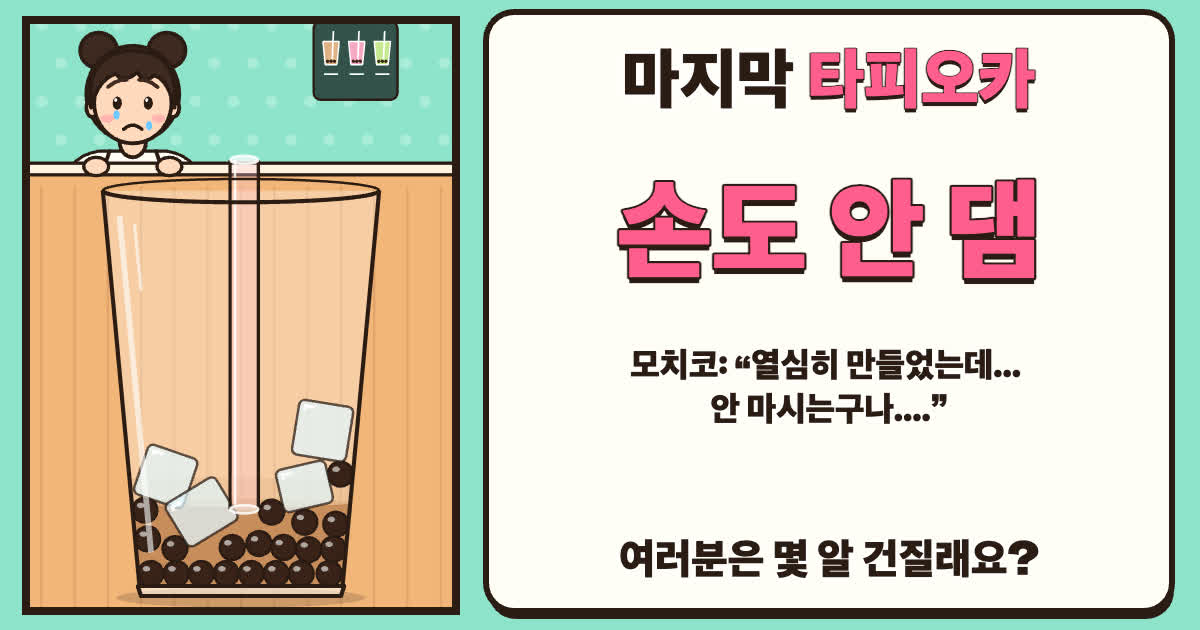 마지막 타피오카
손도 안 댐
모치코: “열심히 만들었는데...
안 마시는구나....”
여러분은 몇 알 건질래요?